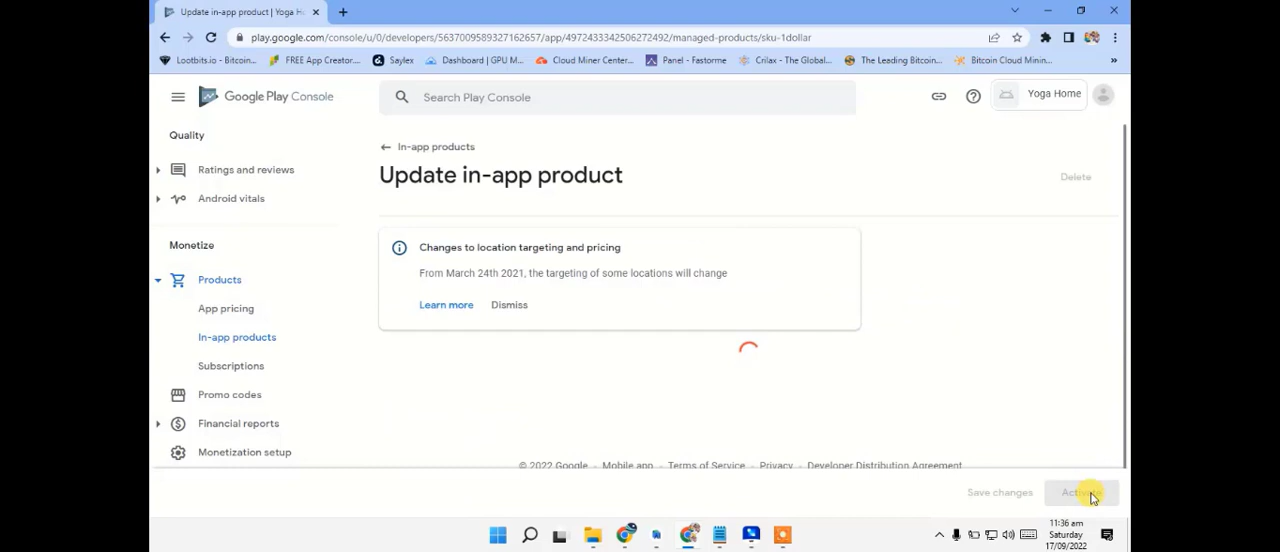 Update in-app product | Yoga H
play.google.com/console/u/0/developers/5637009589327162657/app/4972433342506272492/managed-products/sku-1dollar
Lootbits.io - Bitcoin... FREE App Creator... Saylex Dashboard | GPU M... Cloud Miner Center... Panel - Fastorme Crilax - The Global... The Leading Bitcoin... Bitcoin Cloud Minin... »
Google Play Console
Search Play Console
Yoga Home
Quality
Ratings and reviews
Android vitals
Monetize
Products
App pricing
In-app products
Subscriptions
Promo codes
Financial reports
Monetization setup
In-app products
Update in-app product
Delete
Changes to location targeting and pricing
From March 24th 2021, the targeting of some locations will change
Learn more Dismiss
© 2022 Google · Mobile app · Terms of Service · Privacy · Developer Distribution Agreement
Save changes Activate
11:36 am
Saturday
17/09/2022